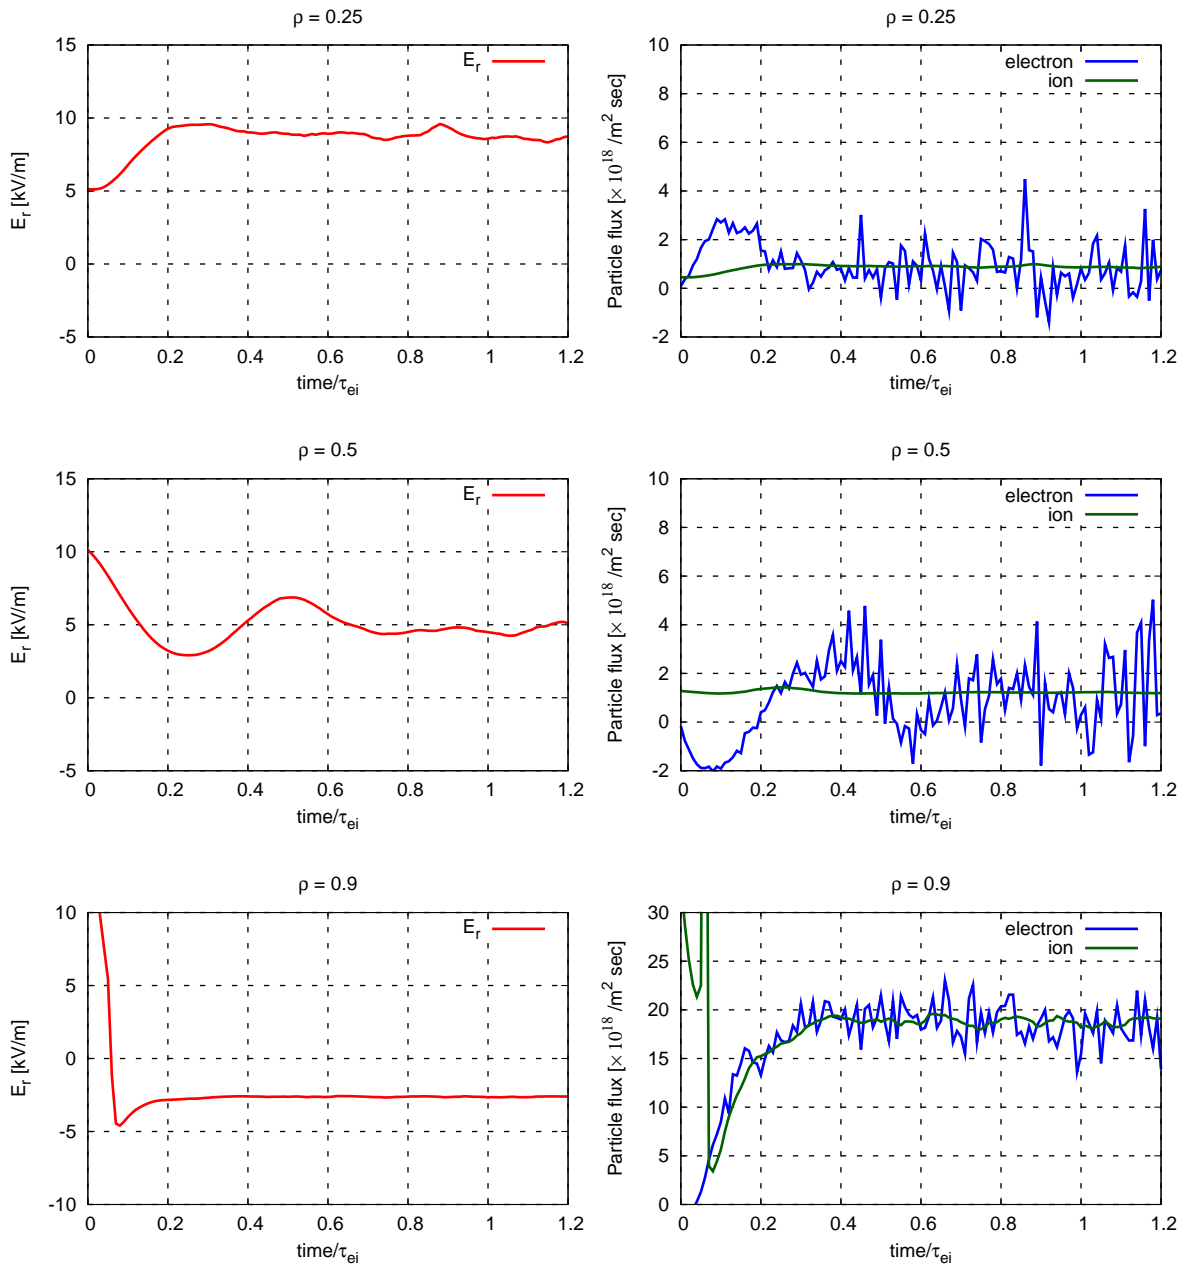 ρ = 0.25
E_r [kV/m]
15
10
5
0
-5
E_r
0 0.2 0.4 0.6 0.8 1 1.2
time/τ_ei
ρ = 0.25
Particle flux [× 10^18 /m^2 sec]
10
8
6
4
2
0
-2
electron
ion
0 0.2 0.4 0.6 0.8 1 1.2
time/τ_ei
ρ = 0.5
E_r [kV/m]
15
10
5
0
-5
E_r
0 0.2 0.4 0.6 0.8 1 1.2
time/τ_ei
ρ = 0.5
Particle flux [× 10^18 /m^2 sec]
10
8
6
4
2
0
-2
electron
ion
0 0.2 0.4 0.6 0.8 1 1.2
time/τ_ei
ρ = 0.9
E_r [kV/m]
10
5
0
-5
-10
E_r
0 0.2 0.4 0.6 0.8 1 1.2
time/τ_ei
ρ = 0.9
Particle flux [× 10^18 /m^2 sec]
30
25
20
15
10
5
0
electron
ion
0 0.2 0.4 0.6 0.8 1 1.2
time/τ_ei